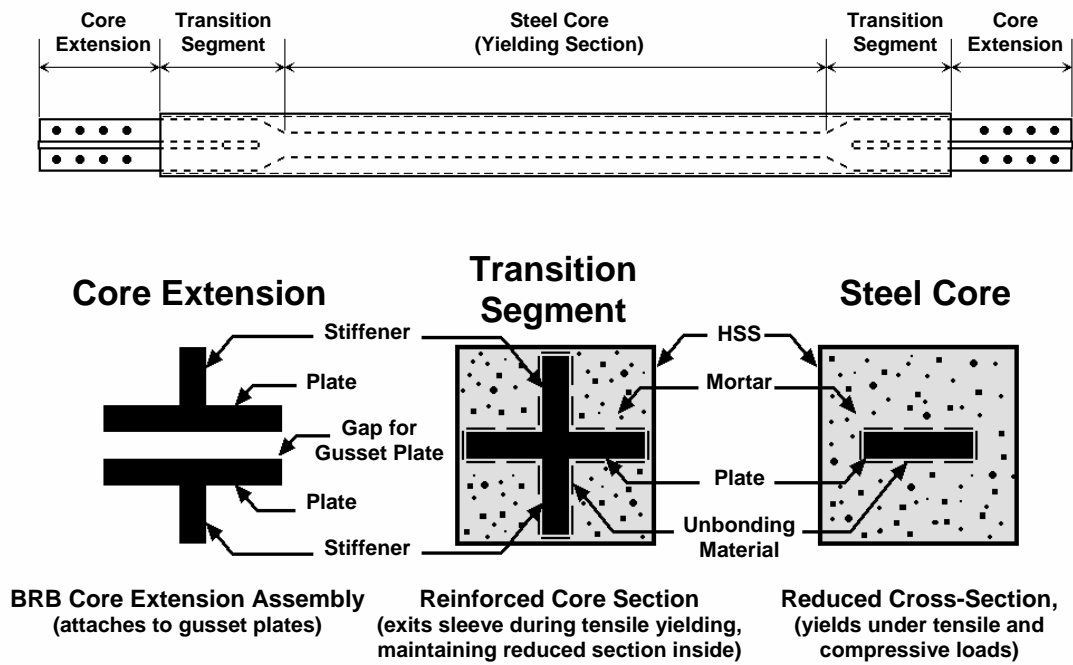 Core
Extension
Transition
Segment
Steel Core
(Yielding Section)
Transition
Segment
Core
Extension
Core Extension
Transition
Segment
Steel Core
Stiffener
HSS
Plate
Mortar
Gap for
Gusset Plate
Plate
Plate
Unbonding
Material
Stiffener
BRB Core Extension Assembly
(attaches to gusset plates)
Reinforced Core Section
(exits sleeve during tensile yielding,
maintaining reduced section inside)
Reduced Cross-Section,
(yields under tensile and
compressive loads)